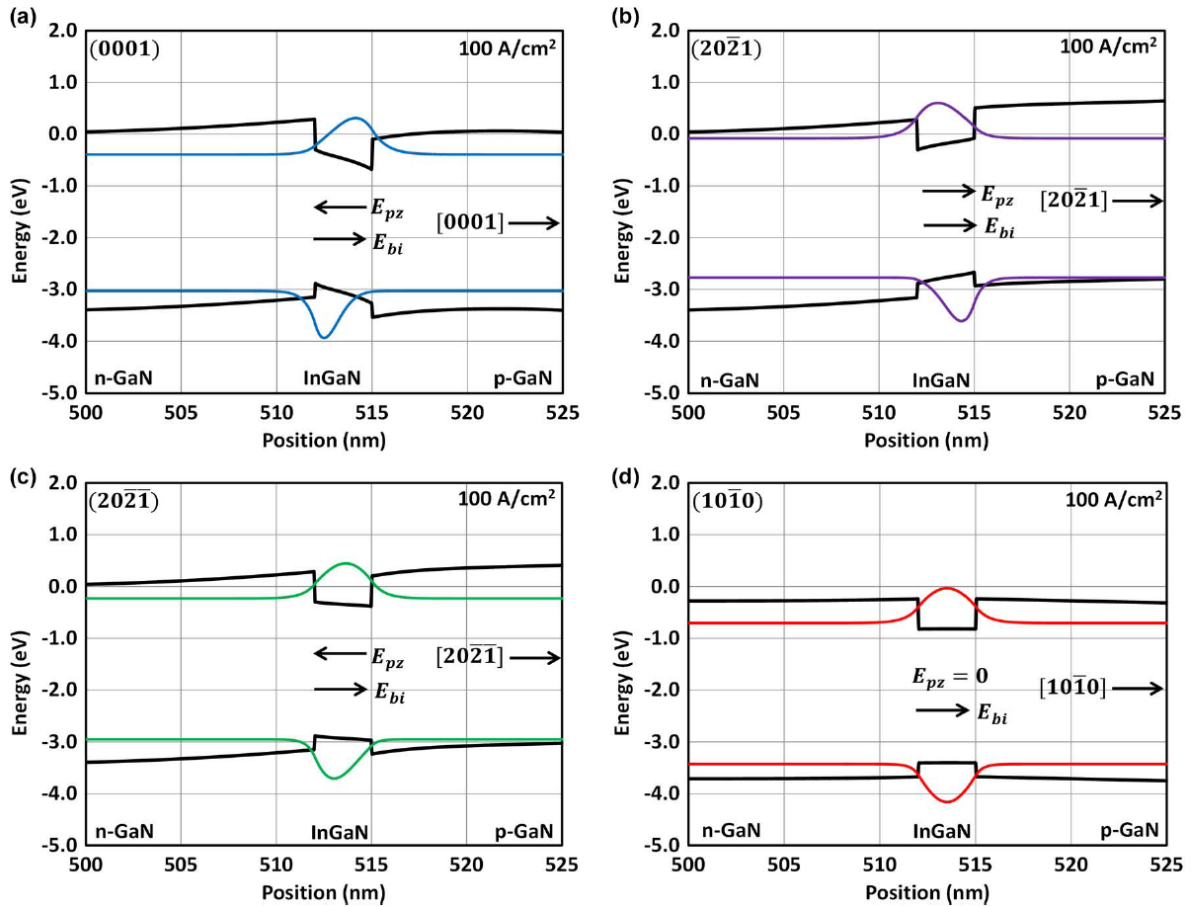 (a)
(0001)
100 A/cm²
2.0
1.0
0.0
-1.0
-2.0
-3.0
-4.0
-5.0
Energy (eV)
E_pz
[0001]
E_bi
n-GaN InGaN p-GaN
500 505 510 515 520 525
Position (nm)
(b)
(202̅1)
100 A/cm²
2.0
1.0
0.0
-1.0
-2.0
-3.0
-4.0
-5.0
Energy (eV)
E_pz
[202̅1]
E_bi
n-GaN InGaN p-GaN
500 505 510 515 520 525
Position (nm)
(c)
(202̅1̅)
100 A/cm²
2.0
1.0
0.0
-1.0
-2.0
-3.0
-4.0
-5.0
Energy (eV)
E_pz
[202̅1̅]
E_bi
n-GaN InGaN p-GaN
500 505 510 515 520 525
Position (nm)
(d)
(101̅0)
100 A/cm²
2.0
1.0
0.0
-1.0
-2.0
-3.0
-4.0
-5.0
Energy (eV)
E_pz = 0
[101̅0]
E_bi
n-GaN InGaN p-GaN
500 505 510 515 520 525
Position (nm)